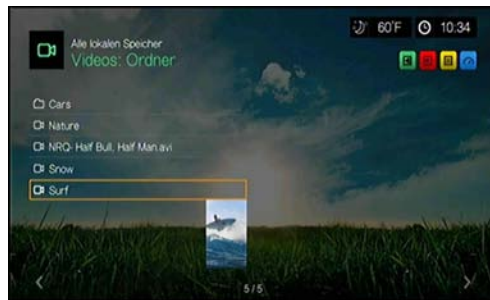 Alle lokalen Speicher
Videos: Ordner
60°F
10:34
Cars
Nature
NRQ- Half Bull, Half Man.avi
Snow
Surf
5/5